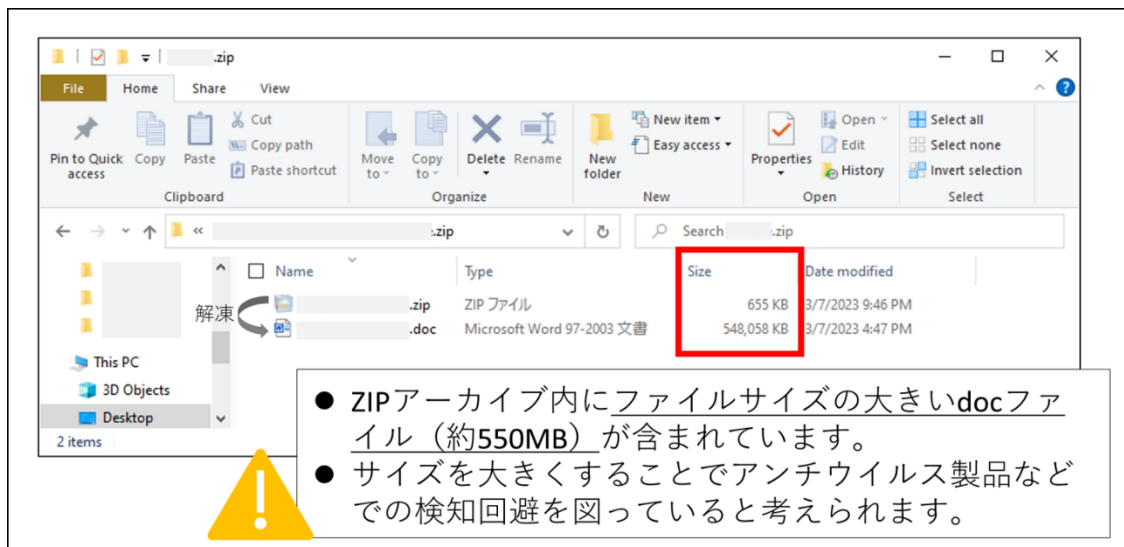 .zip
File Home Share View
Pin to Quick access
Copy
Paste
Cut
Copy path
Paste shortcut
Move to
Copy to
Delete
Rename
New folder
New item
Easy access
Properties
Open
Edit
History
Select all
Select none
Invert selection
Clipboard Organize New Open Select
« .zip
Search .zip
Name Type Size Date modified
.zip ZIP ファイル 655 KB 3/7/2023 9:46 PM
解凍
.doc Microsoft Word 97-2003 文書 548,058 KB 3/7/2023 4:47 PM
This PC
3D Objects
Desktop
2 items
● ZIPアーカイブ内にファイルサイズの大きいdocファ
イル（約550MB）が含まれています。
● サイズを大きくすることでアンチウイルス製品など
での検知回避を図っていると考えられます。